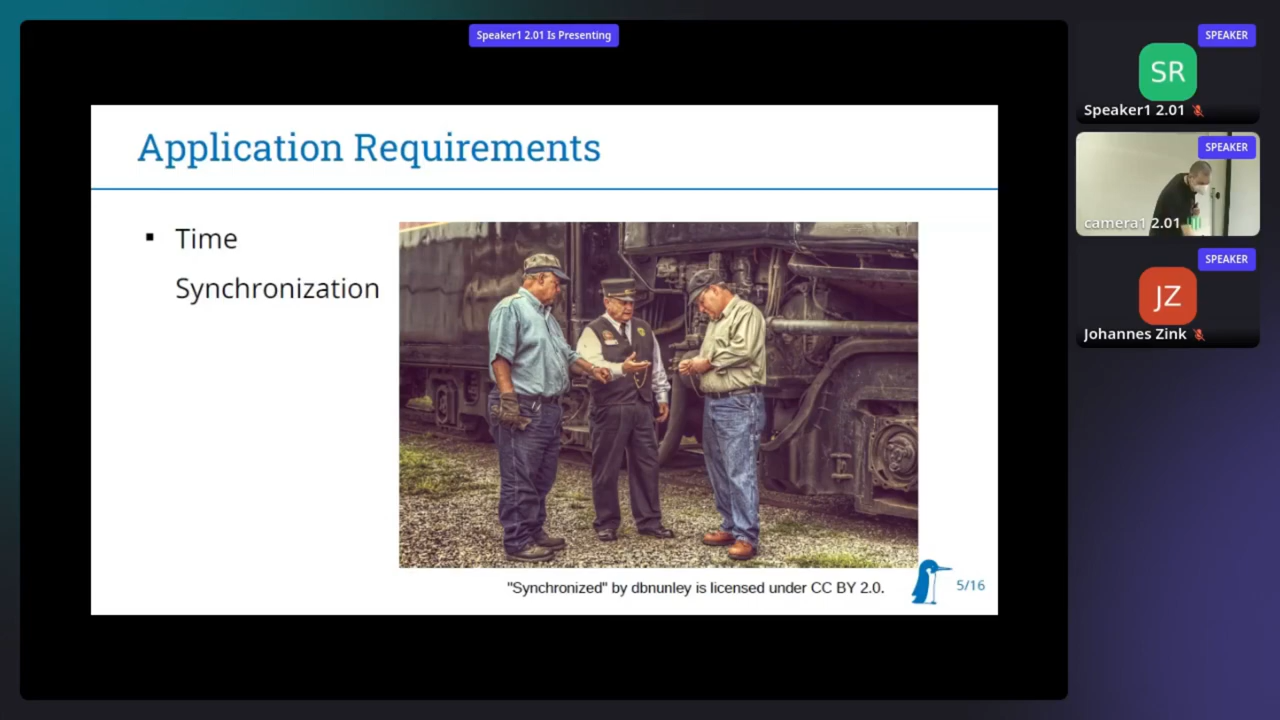 Speaker1 2.01 Is Presenting
Application Requirements
▪ Time
Synchronization
"Synchronized" by dbnunley is licensed under CC BY 2.0.
5/16
SPEAKER
SR
Speaker1 2.01
SPEAKER
camera1 2.01
SPEAKER
JZ
Johannes Zink